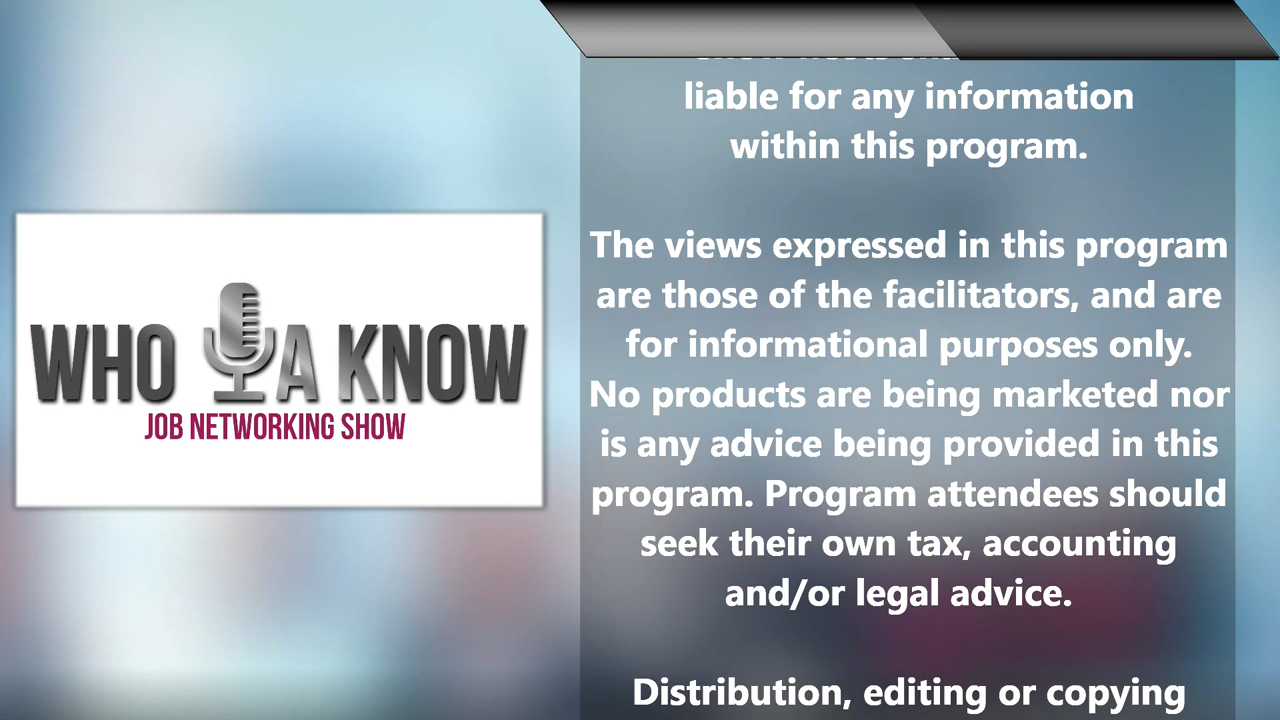 WHO YA KNOW
JOB NETWORKING SHOW
liable for any information
within this program.
The views expressed in this program
are those of the facilitators, and are
for informational purposes only.
No products are being marketed nor
is any advice being provided in this
program. Program attendees should
seek their own tax, accounting
and/or legal advice.
Distribution, editing or copying